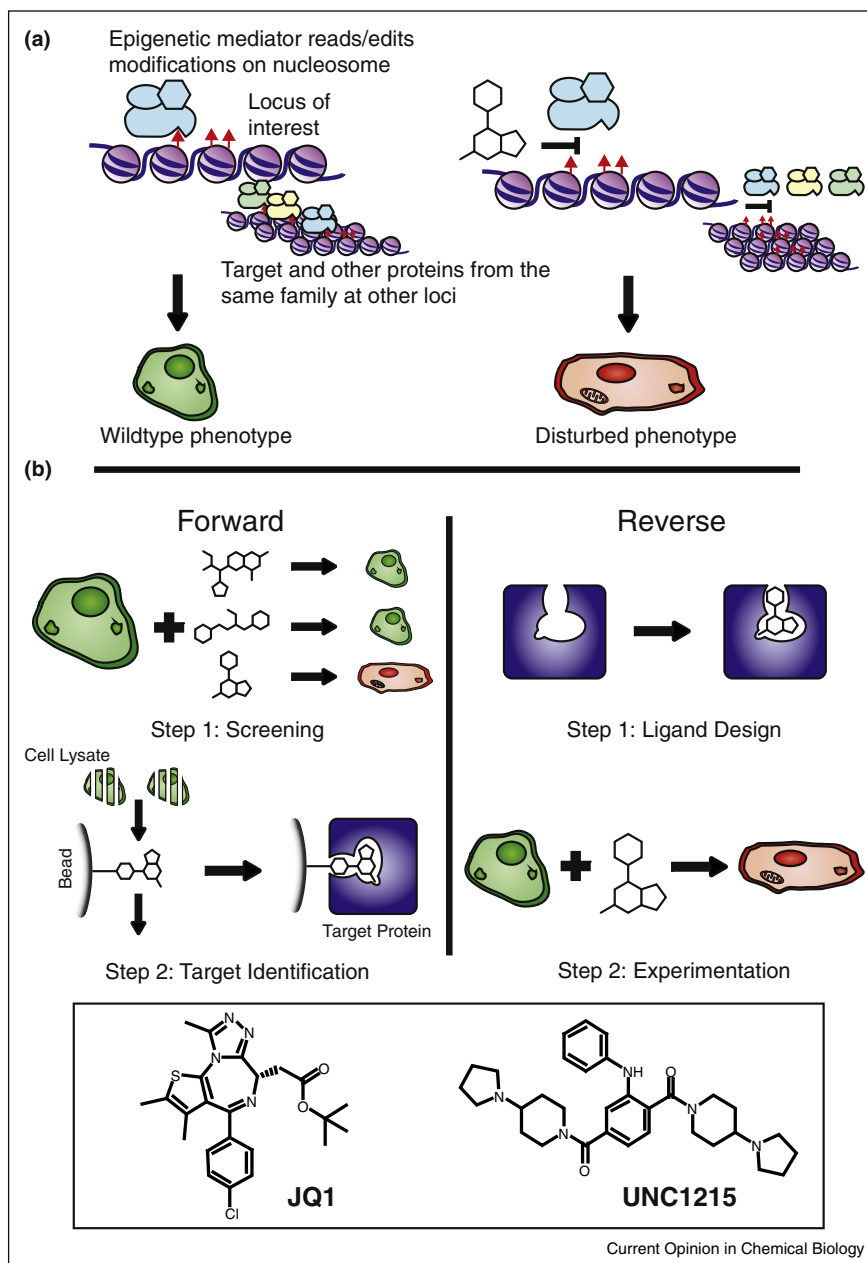 (a)
Epigenetic mediator reads/edits
modifications on nucleosome
Locus of
interest
Target and other proteins from the
same family at other loci
Wildtype phenotype
Disturbed phenotype
(b)
Forward
Step 1: Screening
Cell Lysate
Bead
Target Protein
Step 2: Target Identification
Reverse
Step 1: Ligand Design
Step 2: Experimentation
N
N
N
S
N
O
O
Cl
JQ1
NH
O
N
N
N
N
O
UNC1215
Current Opinion in Chemical Biology